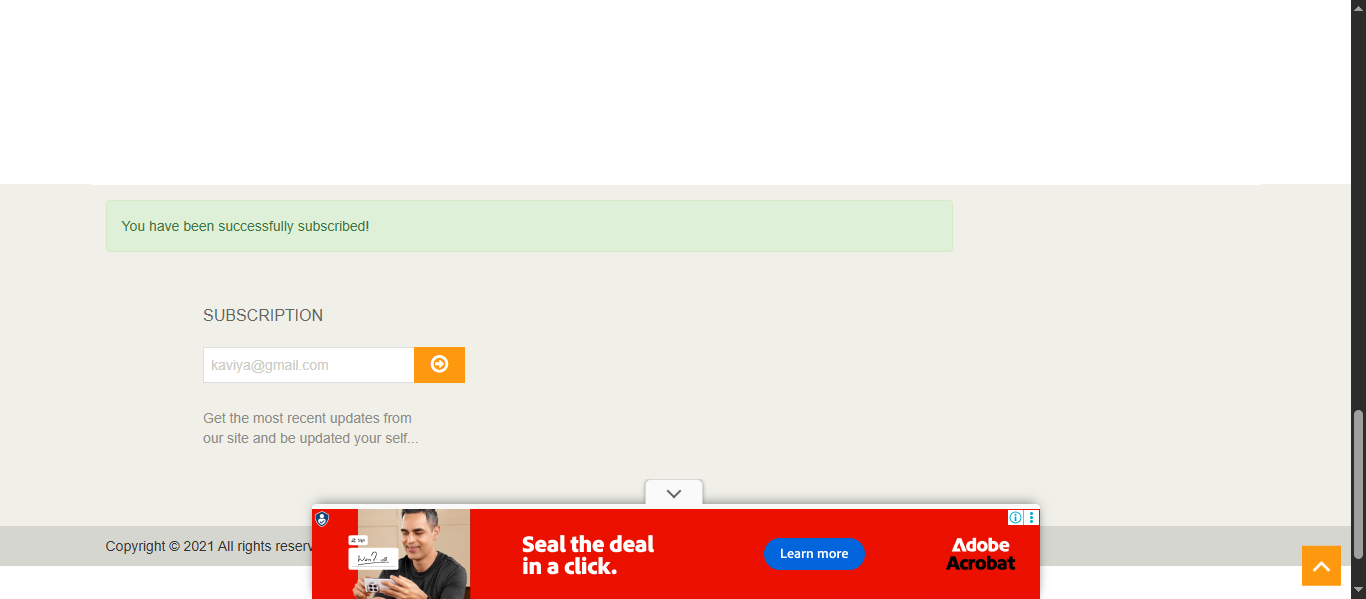 You have been successfully subscribed!
SUBSCRIPTION
kaviya@gmail.com
Get the most recent updates from
our site and be updated your self...
Copyright © 2021 All rights reserv
Seal the deal
in a click.
Learn more
Adobe
Acrobat